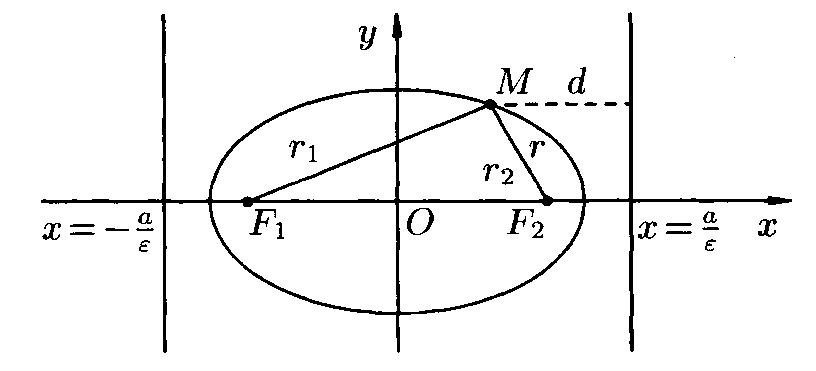 y
M d
r₁ r
r₂
F₁ O F₂
x = -a/ε x = a/ε x